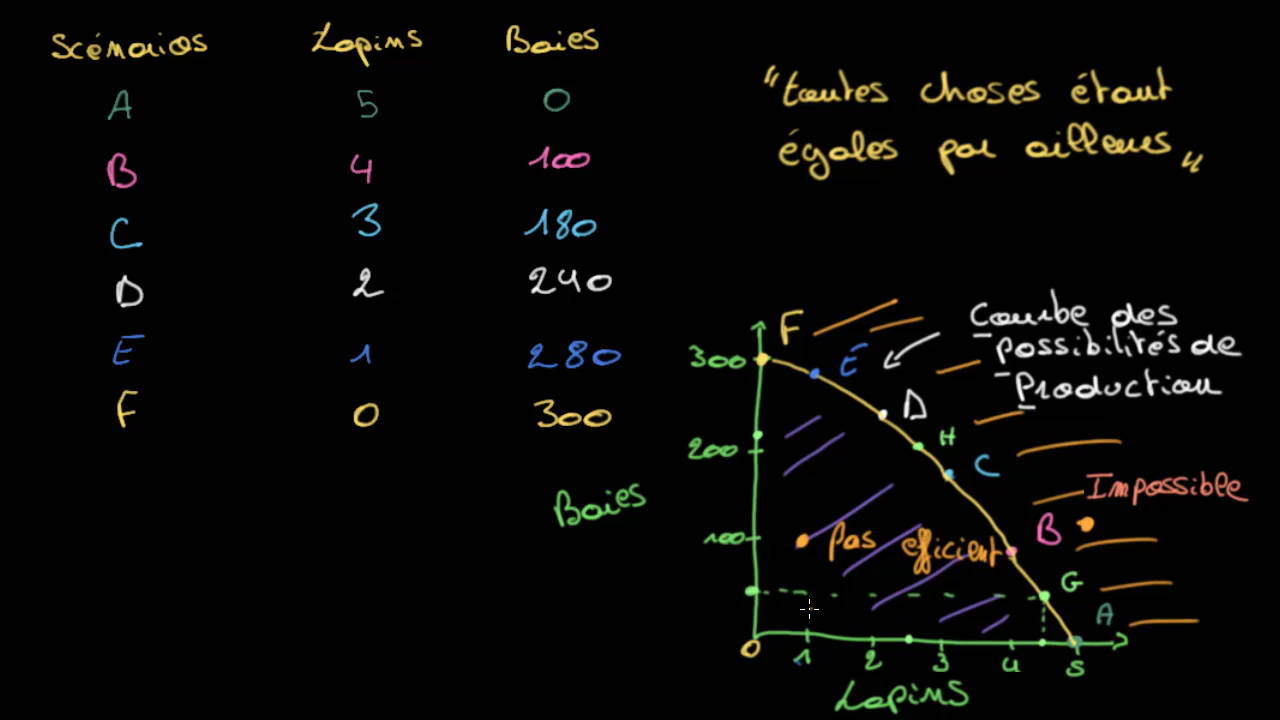 Scénarios Lapins Baies
A 5 0
B 4 100
C 3 180
D 2 240
E 1 280
F 0 300
"toutes choses étant
égales par ailleurs"
Courbe des
possibilités de
Production
F
E
D
H
C
B
G
A
Impossible
Pas efficient
300
200
100
Baies
0 1 2 3 4 5
Lapins